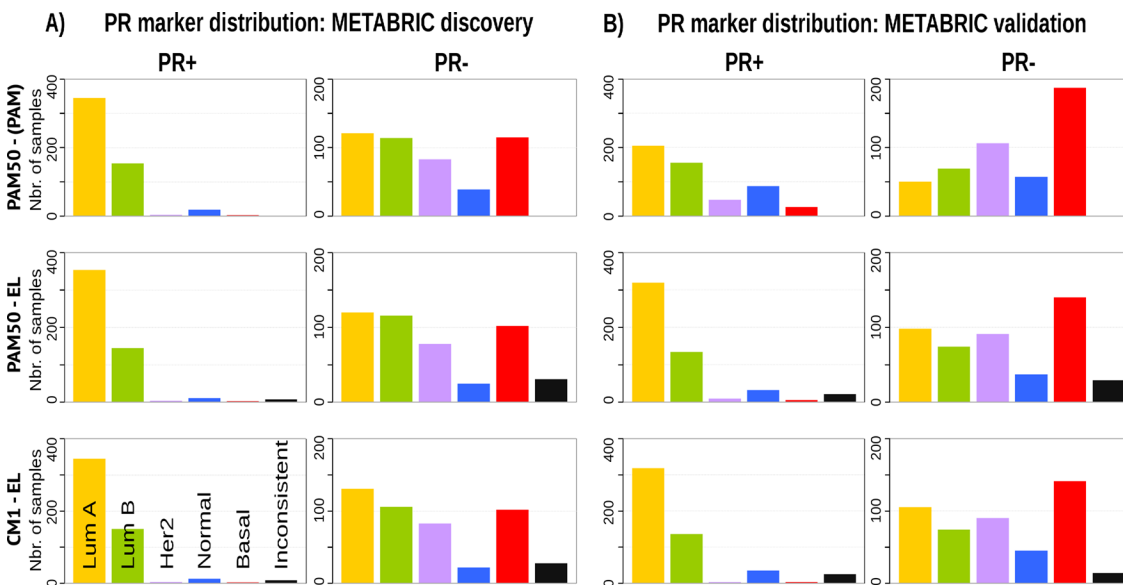 A) PR marker distribution: METABRIC discovery
B) PR marker distribution: METABRIC validation
PR+
PR-
PR+
PR-
PAM50 - (PAM)
Nbr. of samples
0
200
400
0
100
200
0
200
400
0
100
200
PAM50 - EL
Nbr. of samples
0
200
400
0
100
200
0
200
400
0
100
200
CM1 - EL
Nbr. of samples
0
200
400
Lum A
Lum B
Her2
Normal
Basal
Inconsistent
0
100
200
0
200
400
0
100
200